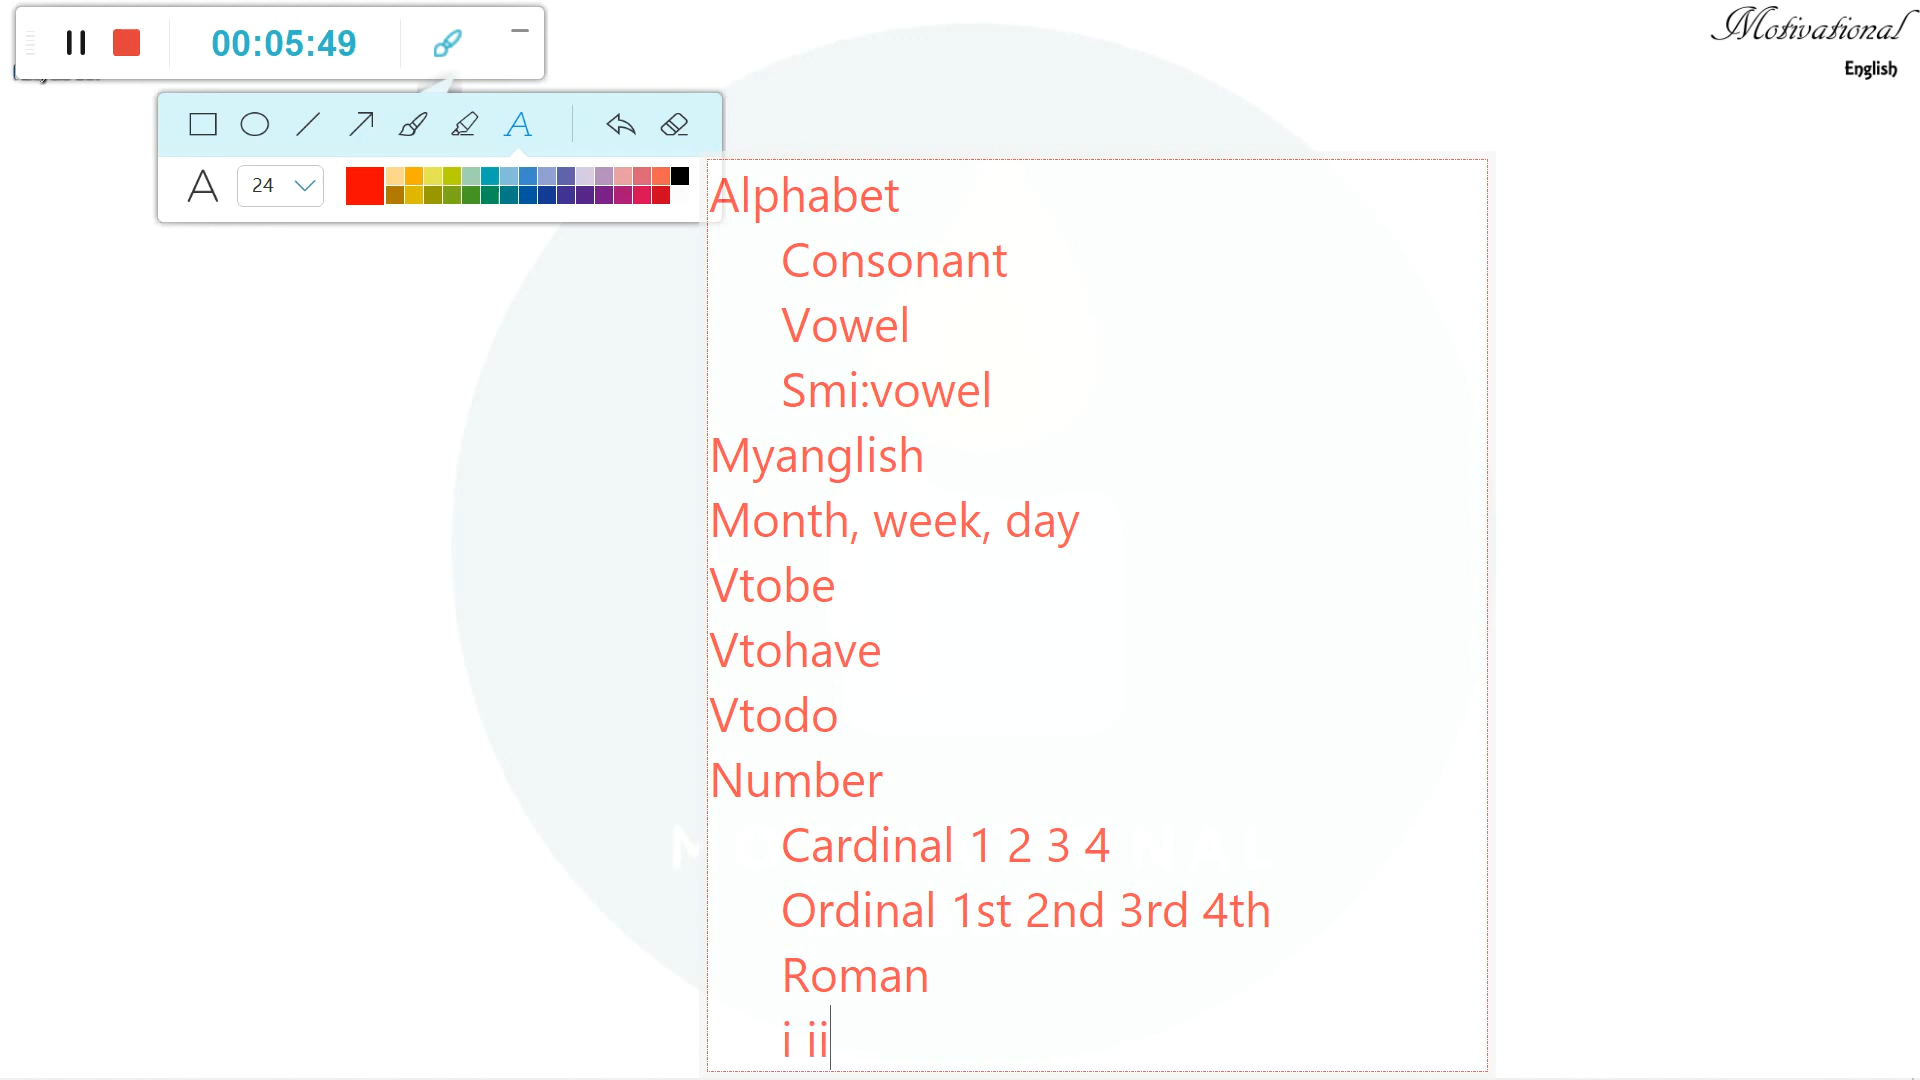 00:05:49
Motivational
English
24
Alphabet
Consonant
Vowel
Smi:vowel
Myanglish
Month, week, day
Vtobe
Vtohave
Vtodo
Number
Cardinal 1 2 3 4
Ordinal 1st 2nd 3rd 4th
Roman
i ii